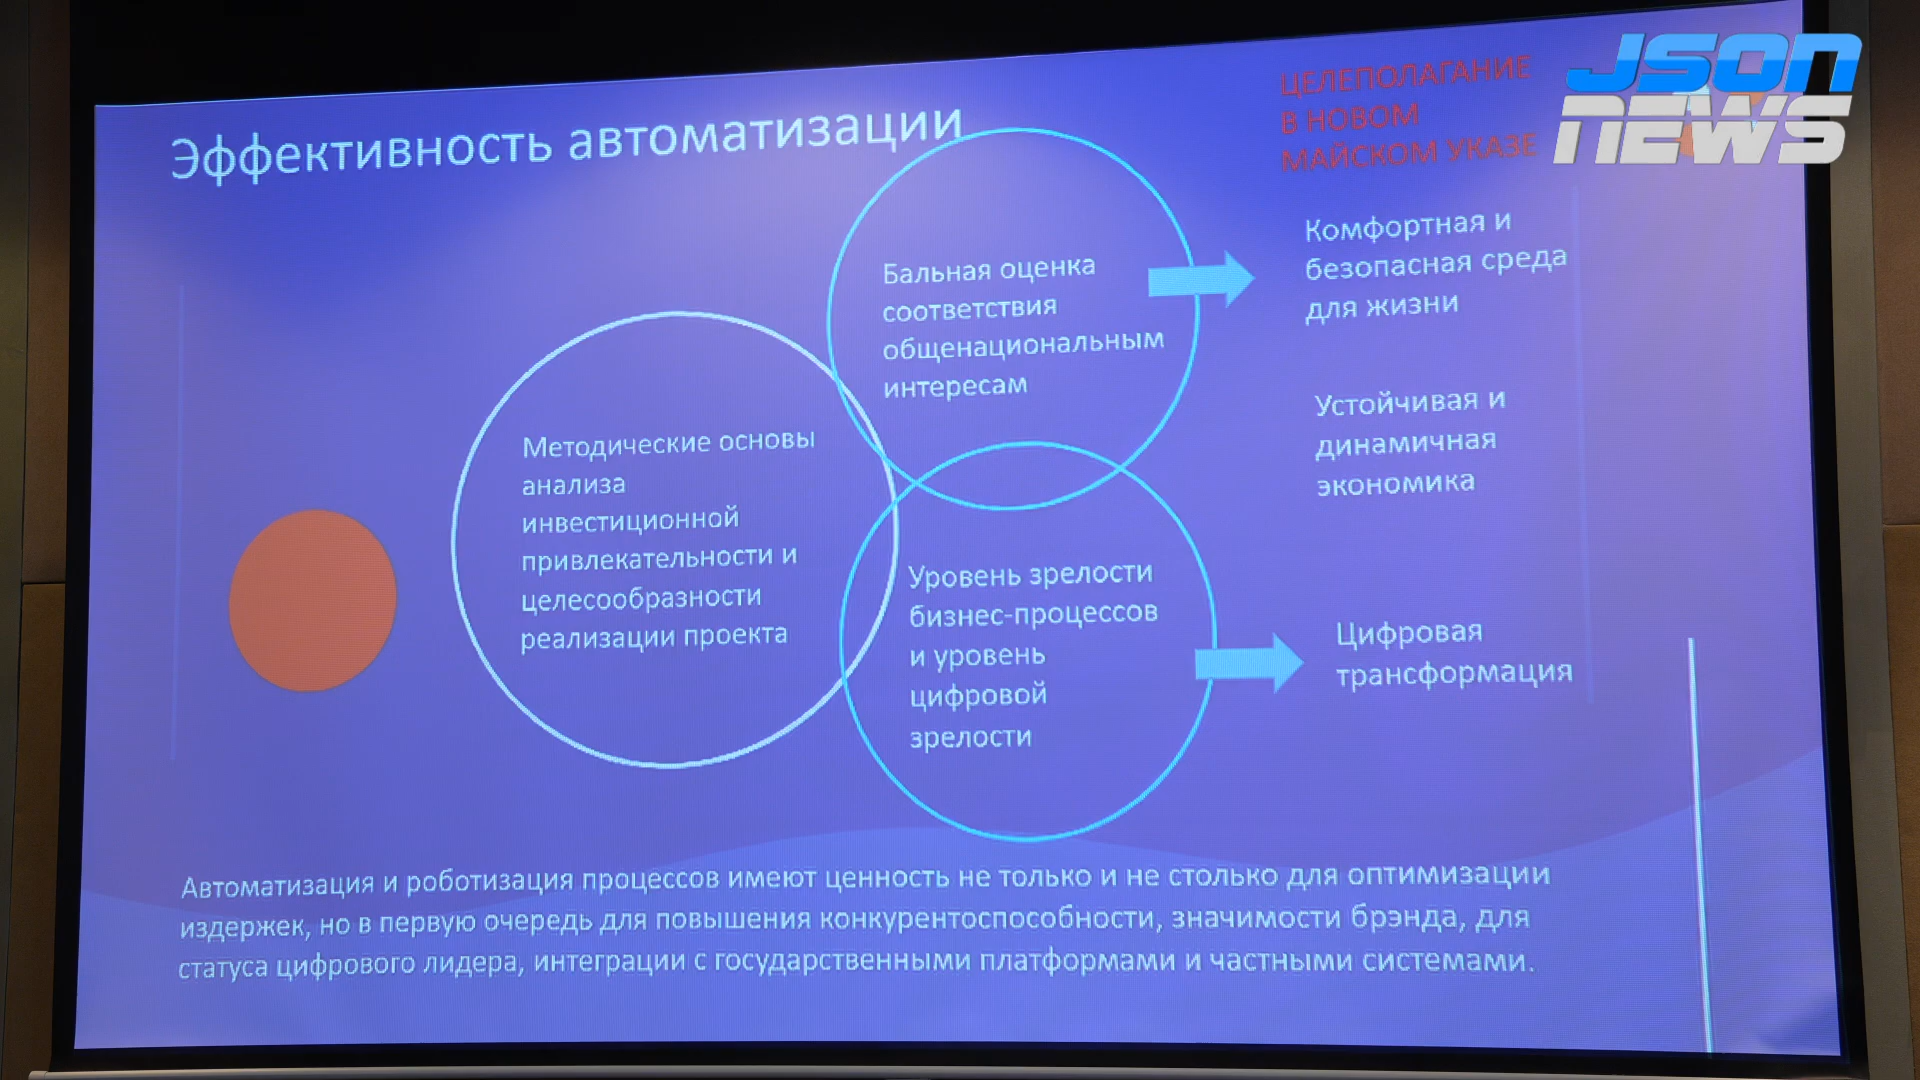 JSON
NEWS
Эффективность автоматизации
ЦЕЛЕПОЛАГАНИЕ
В НОВОМ
МАЙСКОМ УКАЗЕ
Бальная оценка
соответствия
общенациональным
интересам
Комфортная и
безопасная среда
для жизни
Устойчивая и
динамичная
экономика
Методические основы
анализа
инвестиционной
привлекательности и
целесообразности
реализации проекта
Уровень зрелости
бизнес-процессов
и уровень
цифровой
зрелости
Цифровая
трансформация
Автоматизация и роботизация процессов имеют ценность не только и не столько для оптимизации
издержек, но в первую очередь для повышения конкурентоспособности, значимости брэнда, для
статуса цифрового лидера, интеграции с государственными платформами и частными системами.